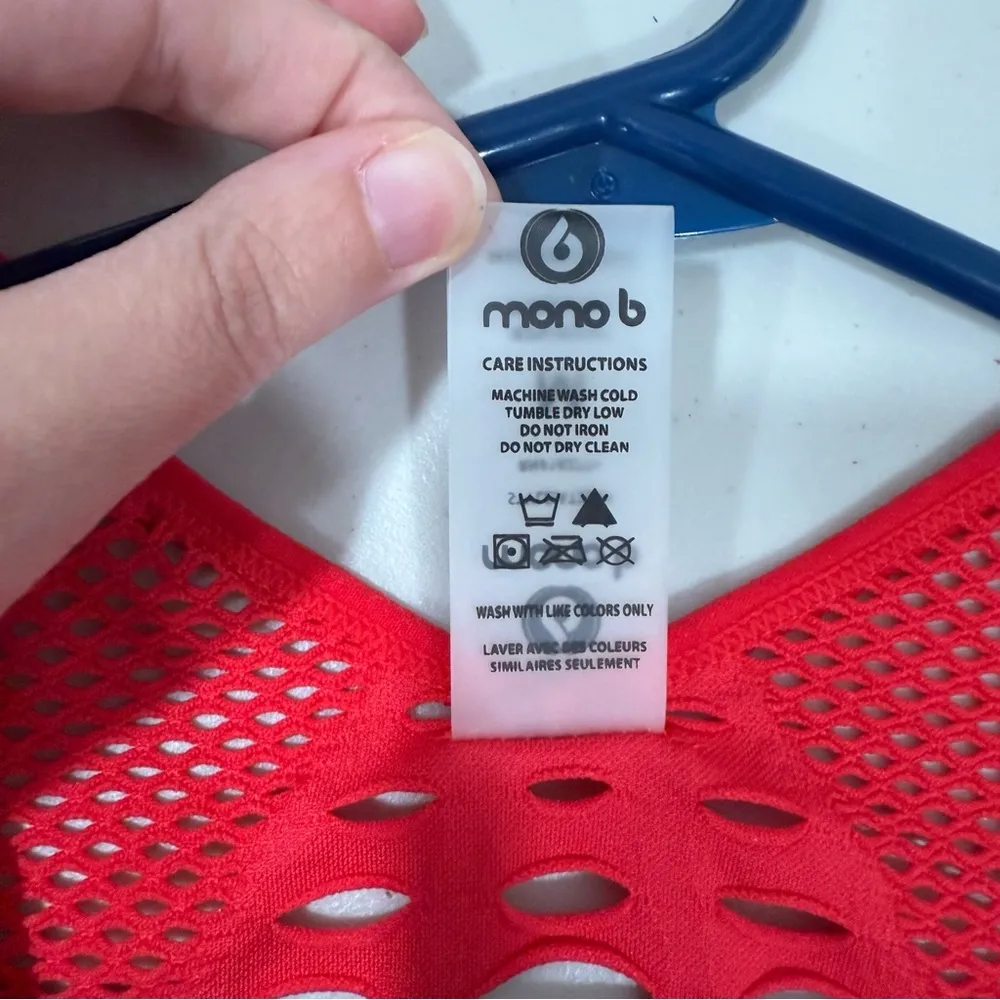 mono b
CARE INSTRUCTIONS
MACHINE WASH COLD
TUMBLE DRY LOW
DO NOT IRON
DO NOT DRY CLEAN
WASH WITH LIKE COLORS ONLY
LAVER AVEC DES COULEURS
SIMILAIRES SEULEMENT